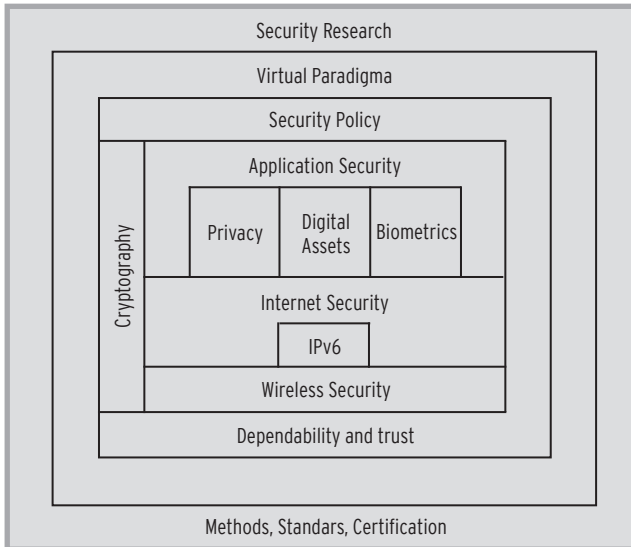 Security Research
Virtual Paradigma
Security Policy
Cryptography
Application Security
Privacy
Digital
Assets
Biometrics
Internet Security
IPv6
Wireless Security
Dependability and trust
Methods, Standars, Certification